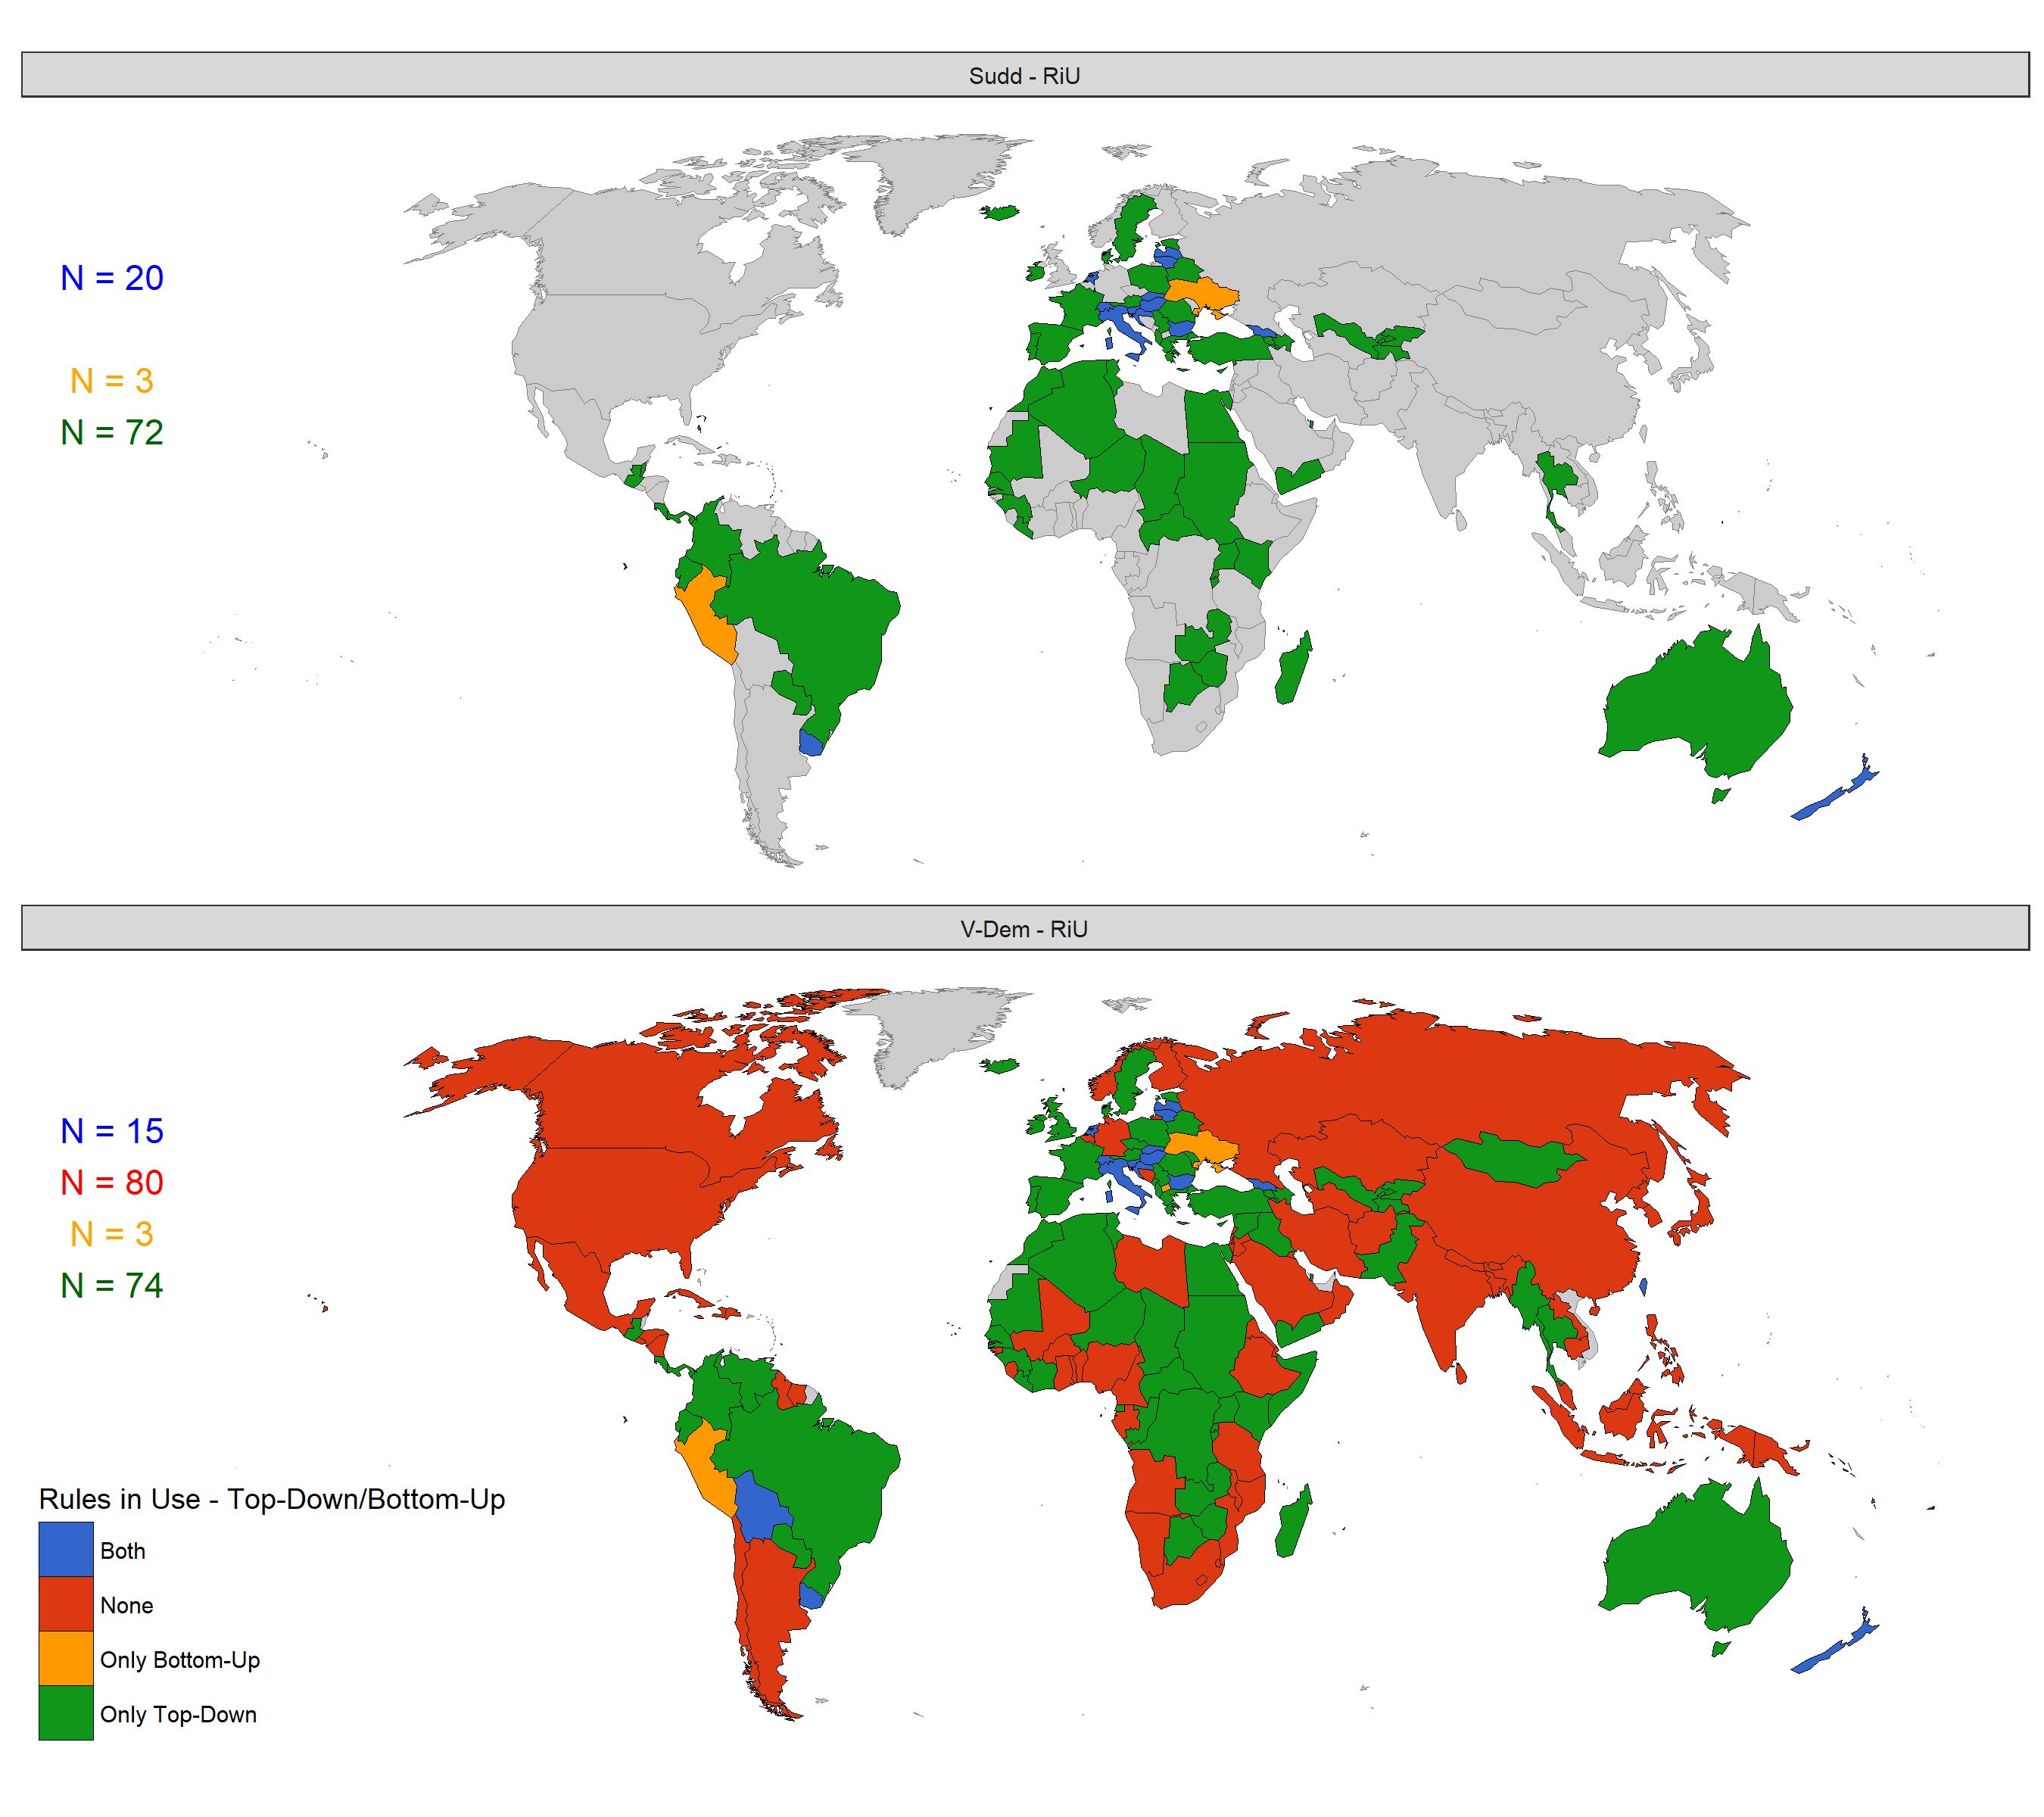 Sudd - RiU
N = 20
N = 3
N = 72
V-Dem - RiU
N = 15
N = 80
N = 3
N = 74
Rules in Use - Top-Down/Bottom-Up
Both
None
Only Bottom-Up
Only Top-Down